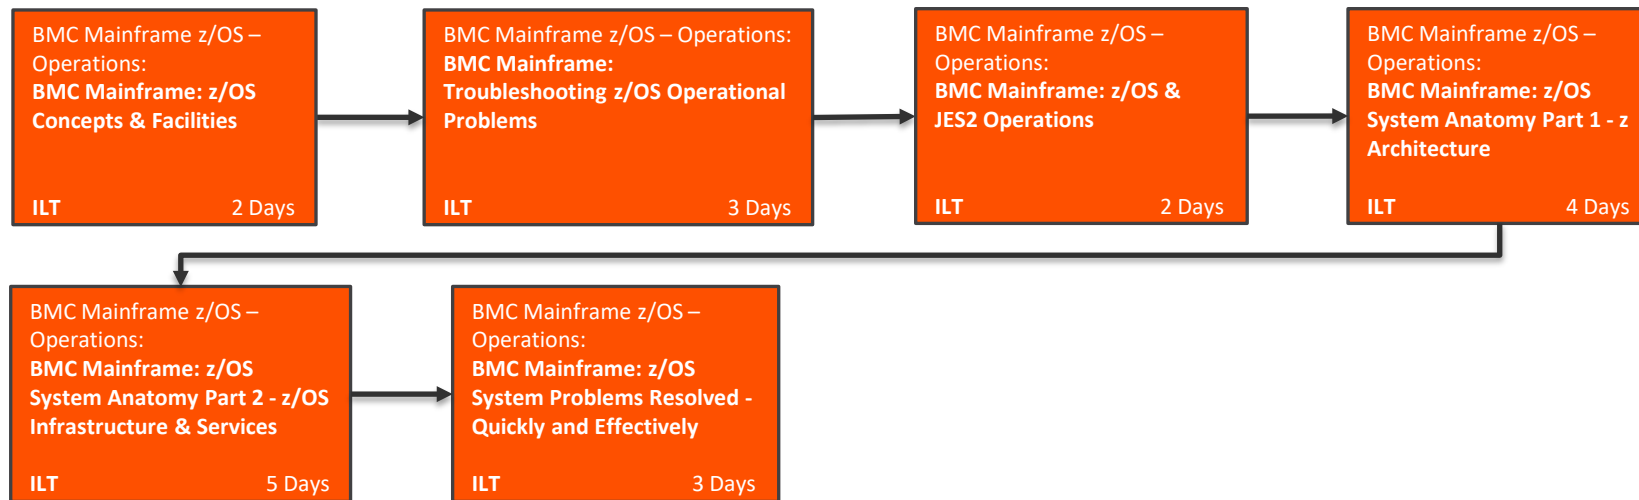 BMC Mainframe z/OS –
Operations:
BMC Mainframe: z/OS
Concepts & Facilities
ILT 2 Days
BMC Mainframe z/OS – Operations:
BMC Mainframe:
Troubleshooting z/OS Operational
Problems
ILT 3 Days
BMC Mainframe z/OS –
Operations:
BMC Mainframe: z/OS &
JES2 Operations
ILT 2 Days
BMC Mainframe z/OS –
Operations:
BMC Mainframe: z/OS
System Anatomy Part 1 - z
Architecture
ILT 4 Days
BMC Mainframe z/OS –
Operations:
BMC Mainframe: z/OS
System Anatomy Part 2 - z/OS
Infrastructure & Services
ILT 5 Days
BMC Mainframe z/OS –
Operations:
BMC Mainframe: z/OS
System Problems Resolved -
Quickly and Effectively
ILT 3 Days